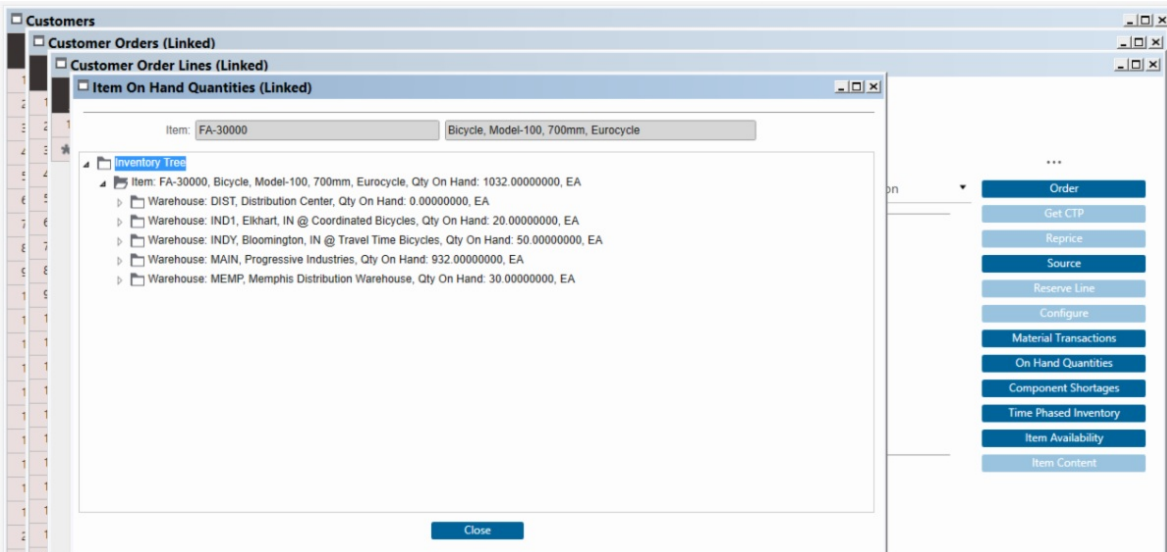 Customers
Customer Orders (Linked)
Customer Order Lines (Linked)
Item On Hand Quantities (Linked)
Item: FA-30000 Bicycle, Model-100, 700mm, Eurocycle
Inventory Tree
Item: FA-30000, Bicycle, Model-100, 700mm, Eurocycle, Qty On Hand: 1032.00000000, EA
Warehouse: DIST, Distribution Center, Qty On Hand: 0.00000000, EA
Warehouse: IND1, Elkhart, IN @ Coordinated Bicycles, Qty On Hand: 20.00000000, EA
Warehouse: INDY, Bloomington, IN @ Travel Time Bicycles, Qty On Hand: 50.00000000, EA
Warehouse: MAIN, Progressive Industries, Qty On Hand: 932.00000000, EA
Warehouse: MEMP, Memphis Distribution Warehouse, Qty On Hand: 30.00000000, EA
Close
...
Order
Get CTP
Reprice
Source
Reserve Line
Configure
Material Transactions
On Hand Quantities
Component Shortages
Time Phased Inventory
Item Availability
Item Content